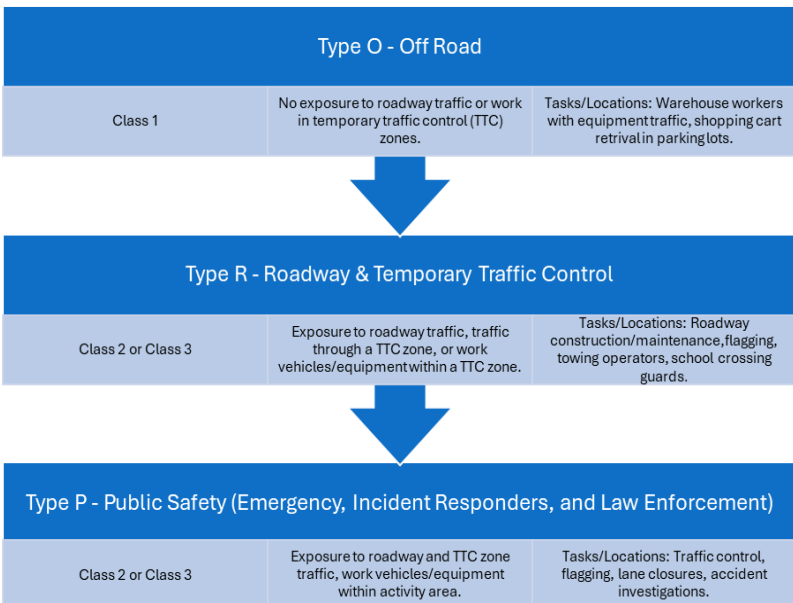 Type O - Off Road
Class 1
No exposure to roadway traffic or work
in temporary traffic control (TTC)
zones.
Tasks/Locations: Warehouse workers
with equipment traffic, shopping cart
retrival in parking lots.
Type R - Roadway & Temporary Traffic Control
Class 2 or Class 3
Exposure to roadway traffic, traffic
through a TTC zone, or work
vehicles/equipment within a TTC zone.
Tasks/Locations: Roadway
construction/maintenance, flagging,
towing operators, school crossing
guards.
Type P - Public Safety (Emergency, Incident Responders, and Law Enforcement)
Class 2 or Class 3
Exposure to roadway and TTC zone
traffic, work vehicles/equipment
within activity area.
Tasks/Locations: Traffic control,
flagging, lane closures, accident
investigations.